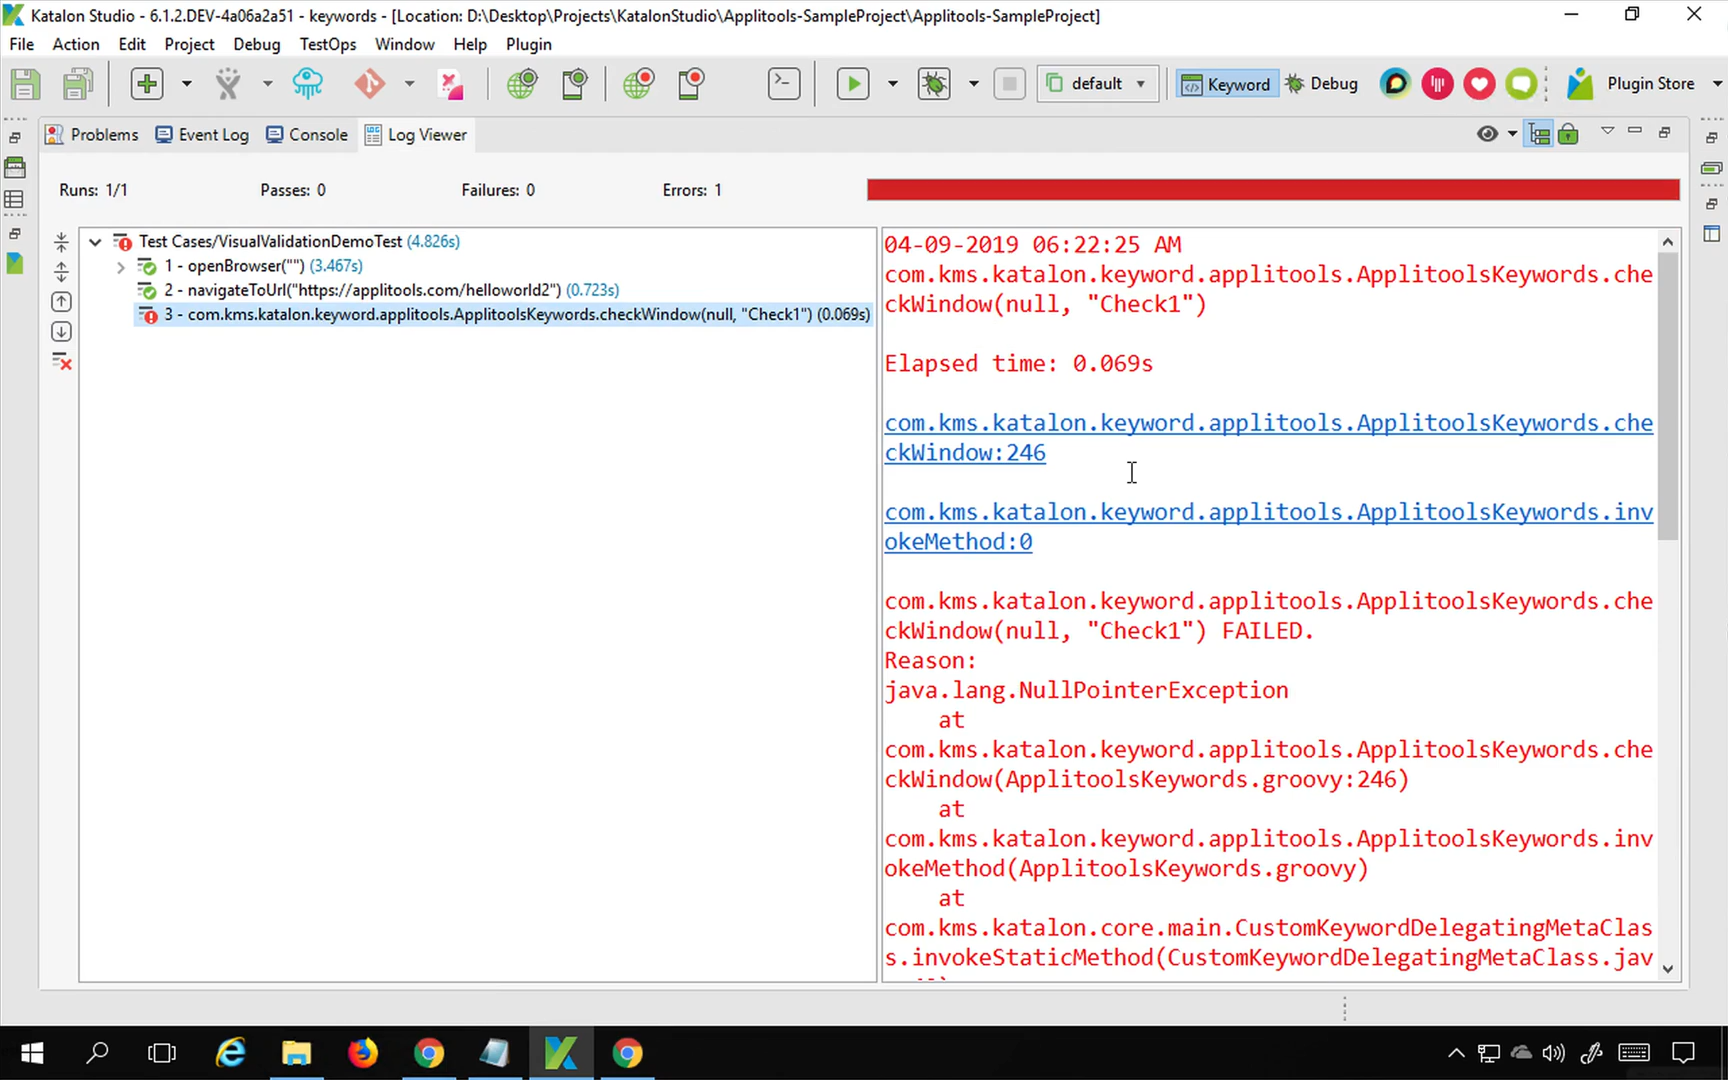 Katalon Studio - 6.1.2.DEV-4a06a2a51 - keywords - [Location: D:\Desktop\Projects\KatalonStudio\Applitools-SampleProject\Applitools-SampleProject]
File Action Edit Project Debug TestOps Window Help Plugin
default Keyword Debug Plugin Store
Problems Event Log Console Log Viewer
Runs: 1/1 Passes: 0 Failures: 0 Errors: 1
Test Cases/VisualValidationDemoTest (4.826s)
1 - openBrowser("") (3.467s)
2 - navigateToUrl("https://applitools.com/helloworld2") (0.723s)
3 - com.kms.katalon.keyword.applitools.ApplitoolsKeywords.checkWindow(null, "Check1") (0.069s)
04-09-2019 06:22:25 AM
com.kms.katalon.keyword.applitools.ApplitoolsKeywords.che
ckWindow(null, "Check1")
Elapsed time: 0.069s
com.kms.katalon.keyword.applitools.ApplitoolsKeywords.che
ckWindow:246
com.kms.katalon.keyword.applitools.ApplitoolsKeywords.inv
okeMethod:0
com.kms.katalon.keyword.applitools.ApplitoolsKeywords.che
ckWindow(null, "Check1") FAILED.
Reason:
java.lang.NullPointerException
at
com.kms.katalon.keyword.applitools.ApplitoolsKeywords.che
ckWindow(ApplitoolsKeywords.groovy:246)
at
com.kms.katalon.keyword.applitools.ApplitoolsKeywords.inv
okeMethod(ApplitoolsKeywords.groovy)
at
com.kms.katalon.core.main.CustomKeywordDelegatingMetaClas
s.invokeStaticMethod(CustomKeywordDelegatingMetaClass.jav